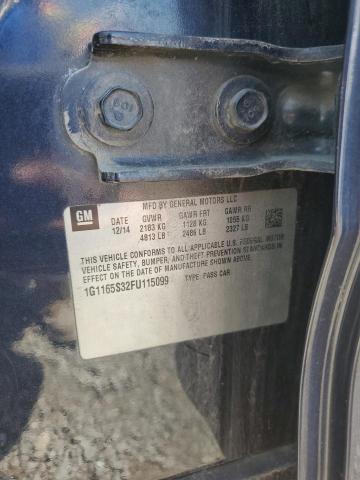 601
GM
MFD BY GENERAL MOTORS LLC
DATE GVWR GAWR FRT GAWR RR
12/14 2183 KG 1128 KG 1055 KG
4813 LB 2486 LB 2327 LB
THIS VEHICLE CONFORMS TO ALL APPLICABLE U.S. FEDERAL MOTOR
VEHICLE SAFETY, BUMPER, AND THEFT PREVENTION STANDARDS IN
EFFECT ON THE DATE OF MANUFACTURE SHOWN ABOVE.
1G1165S32FU115099 TYPE: PASS CAR